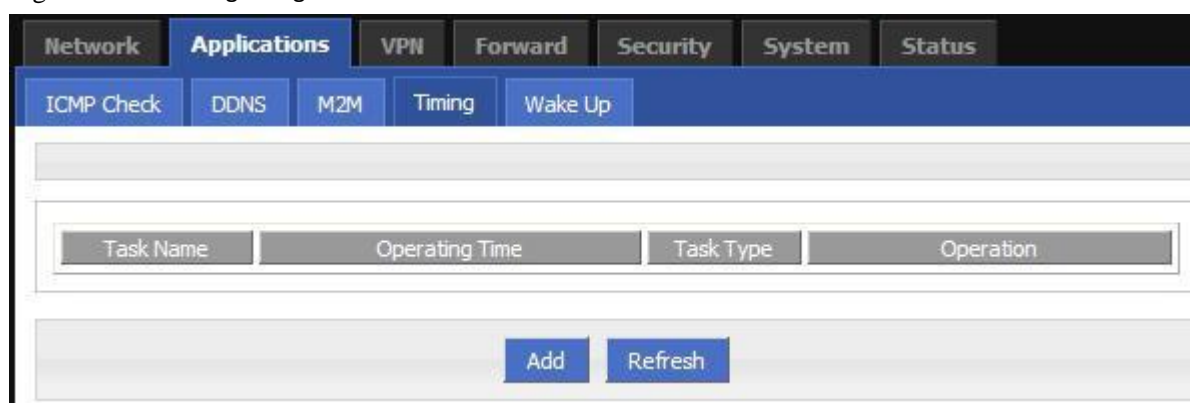 Network Applications VPN Forward Security System Status
ICMP Check DDNS M2M Timing Wake Up
Task Name Operating Time Task Type Operation
Add Refresh